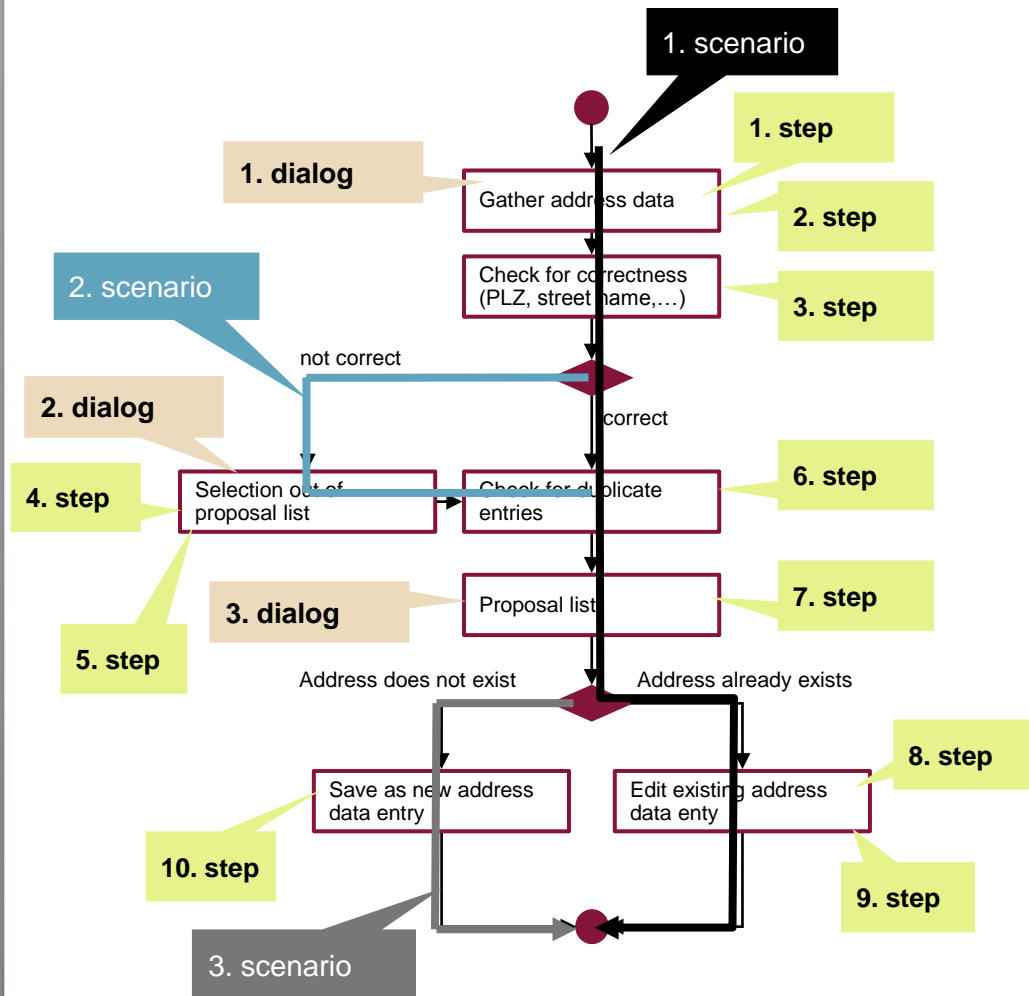 1. scenario
1. step
1. dialog
Gather address data
2. step
Check for correctness
(PLZ, street name,…)
2. scenario
3. step
not correct
2. dialog
correct
4. step
Selection out of
proposal list
Check for duplicate
entries
6. step
3. dialog
Proposal list
7. step
5. step
Address does not exist
Address already exists
8. step
Save as new address
data entry
Edit existing address
data enty
10. step
9. step
3. scenario